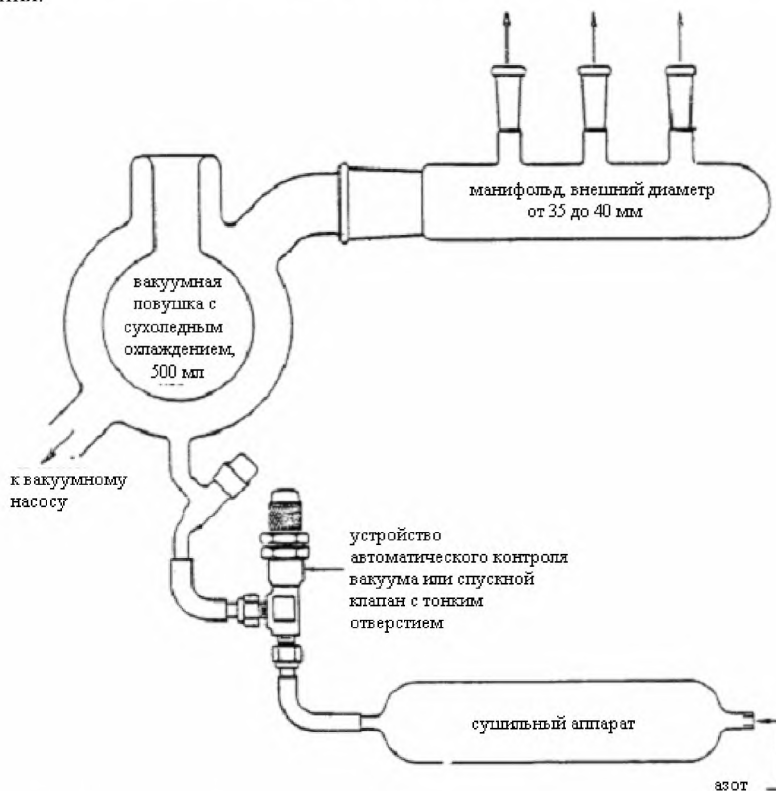 ния.
манифольд, внешний диаметр
от 35 до 40 мм
вакуумная
ловушка с
сухоледным
охлаждением,
500 мл
к вакуумному
насосу
устройство
автоматического контроля
вакуума или спускной
клапан с тонким
отверстием
сушильный аппарат
азот